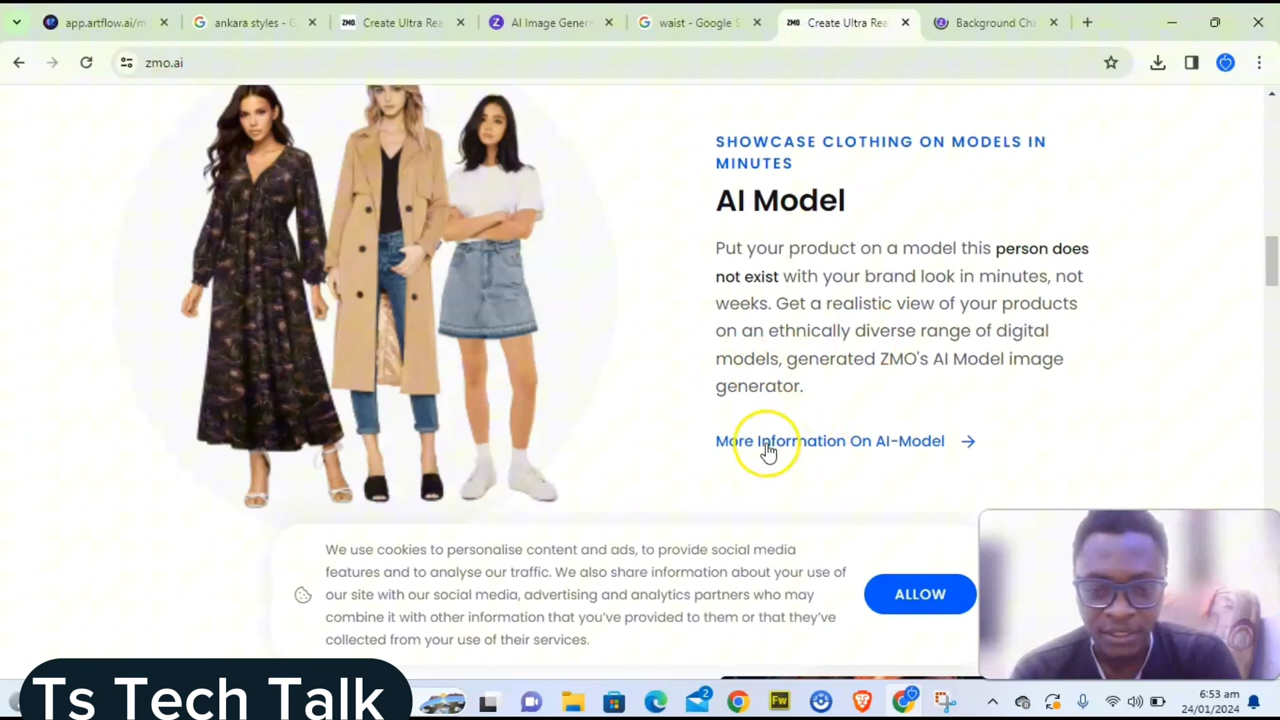 app.artflow.ai/m
ankara styles - G
ZMO Create Ultra Rea
AI Image Gener
waist - Google S
ZMO Create Ultra Rea
Background Ch
zmo.ai
SHOWCASE CLOTHING ON MODELS IN
MINUTES
AI Model
Put your product on a model this person does
not exist with your brand look in minutes, not
weeks. Get a realistic view of your products
on an ethnically diverse range of digital
models, generated ZMO's AI Model image
generator.
More Information On AI-Model →
We use cookies to personalise content and ads, to provide social media
features and to analyse our traffic. We also share information about your use of
our site with our social media, advertising and analytics partners who may
combine it with other information that you've provided to them or that they've
collected from your use of their services.
ALLOW
Ts Tech Talk
2
Fw
6:53 am
24/01/2024